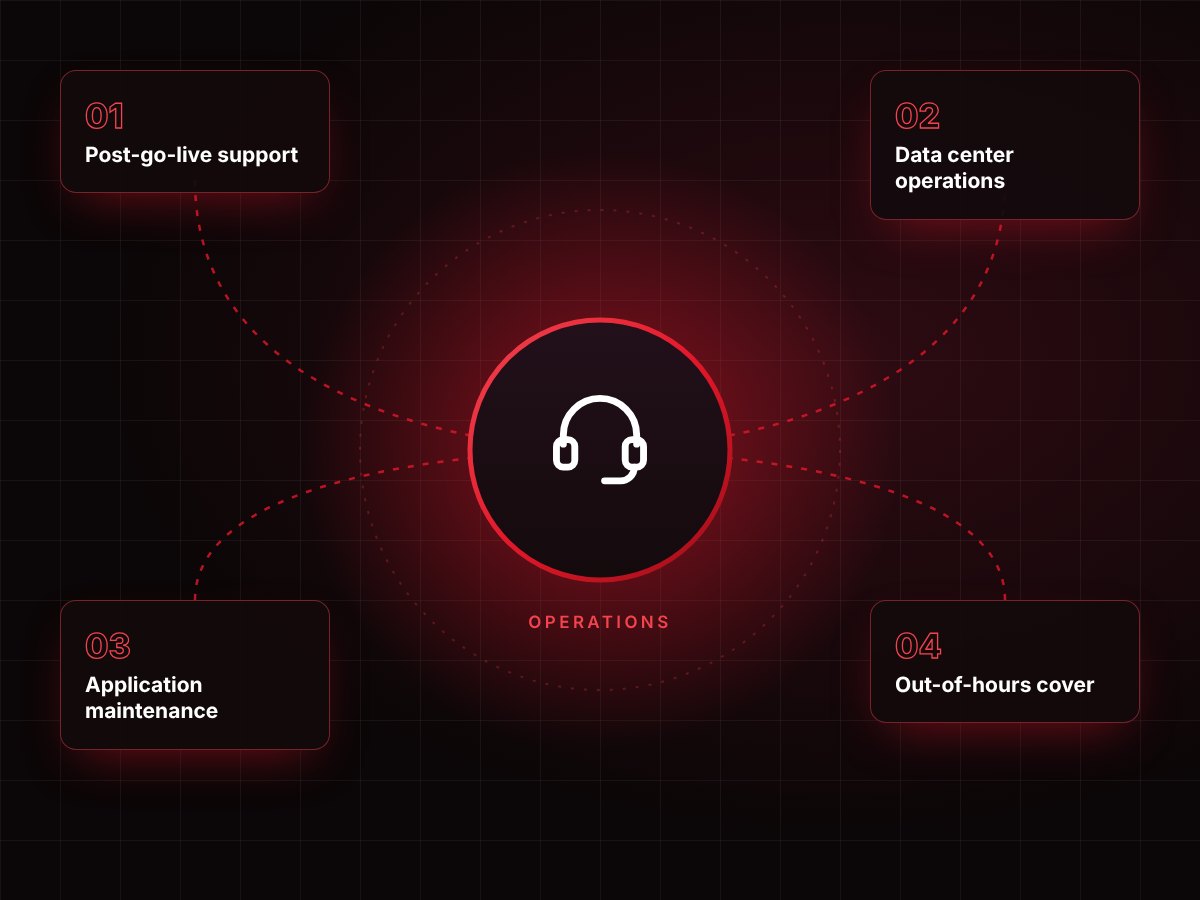 01
Post-go-live support
02
Data center
operations
OPERATIONS
03
Application
maintenance
04
Out-of-hours cover